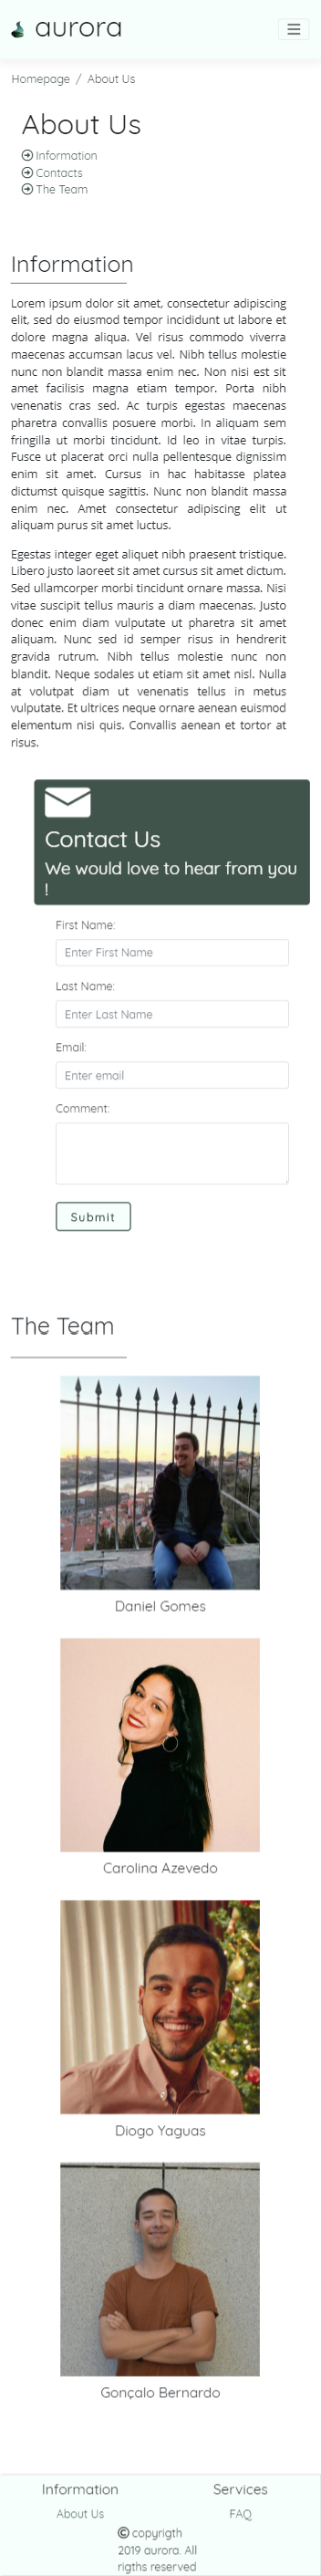 aurora
Homepage / About Us
About Us
Information
Contacts
The Team
Information
Lorem ipsum dolor sit amet, consectetur adipiscing
elit, sed do eiusmod tempor incididunt ut labore et
dolore magna aliqua. Vel risus commodo viverra
maecenas accumsan lacus vel. Nibh tellus molestie
nunc non blandit massa enim nec. Non nisi est sit
amet facilisis magna etiam tempor. Porta nibh
venenatis cras sed. Ac turpis egestas maecenas
pharetra convallis posuere morbi. In aliquam sem
fringilla ut morbi tincidunt. Id leo in vitae turpis.
Fusce ut placerat orci nulla pellentesque dignissim
enim sit amet. Cursus in hac habitasse platea
dictumst quisque sagittis. Nunc non blandit massa
enim nec. Amet consectetur adipiscing elit ut
aliquam purus sit amet luctus.
Egestas integer eget aliquet nibh praesent tristique.
Libero justo laoreet sit amet cursus sit amet dictum.
Sed ullamcorper morbi tincidunt ornare massa. Nisi
vitae suscipit tellus mauris a diam maecenas. Justo
donec enim diam vulputate ut pharetra sit amet
aliquam. Nunc sed id semper risus in hendrerit
gravida rutrum. Nibh tellus molestie nunc non
blandit. Neque sodales ut etiam sit amet nisl. Nulla
at volutpat diam ut venenatis tellus in metus
vulputate. Et ultrices neque ornare aenean euismod
elementum nisi quis. Convallis aenean et tortor at
risus.
Contact Us
We would love to hear from you
!
First Name:
Enter First Name
Last Name:
Enter Last Name
Email:
Enter email
Comment:
Submit
The Team
Daniel Gomes
Carolina Azevedo
Diogo Yaguas
Gonçalo Bernardo
Information Services
About Us FAQ
© copyrigth
2019 aurora. All
rigths reserved